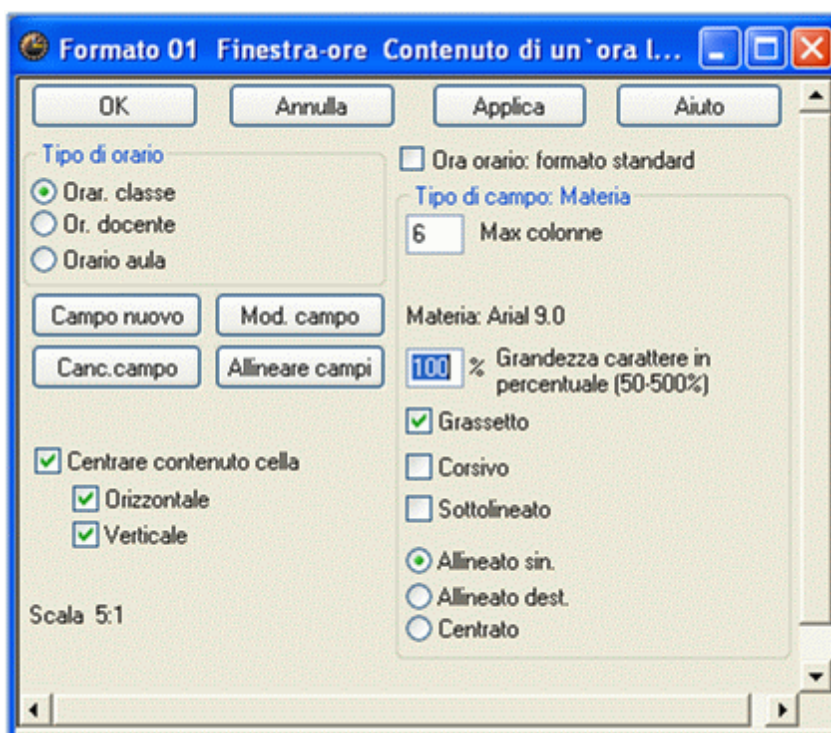 Formato 01 Finestra-ore Contenuto di un`ora l...
OK Annulla Applica Aiuto
Tipo di orario
Orar. classe
Or. docente
Orario aula
Ora orario: formato standard
Tipo di campo: Materia
6 Max colonne
Campo nuovo Mod. campo
Canc.campo Allineare campi
Materia: Arial 9.0
100 % Grandezza carattere in
percentuale (50-500%)
Grassetto
Corsivo
Sottolineato
Centrare contenuto cella
Orizzontale
Verticale
Allineato sin.
Allineato dest.
Centrato
Scala 5:1